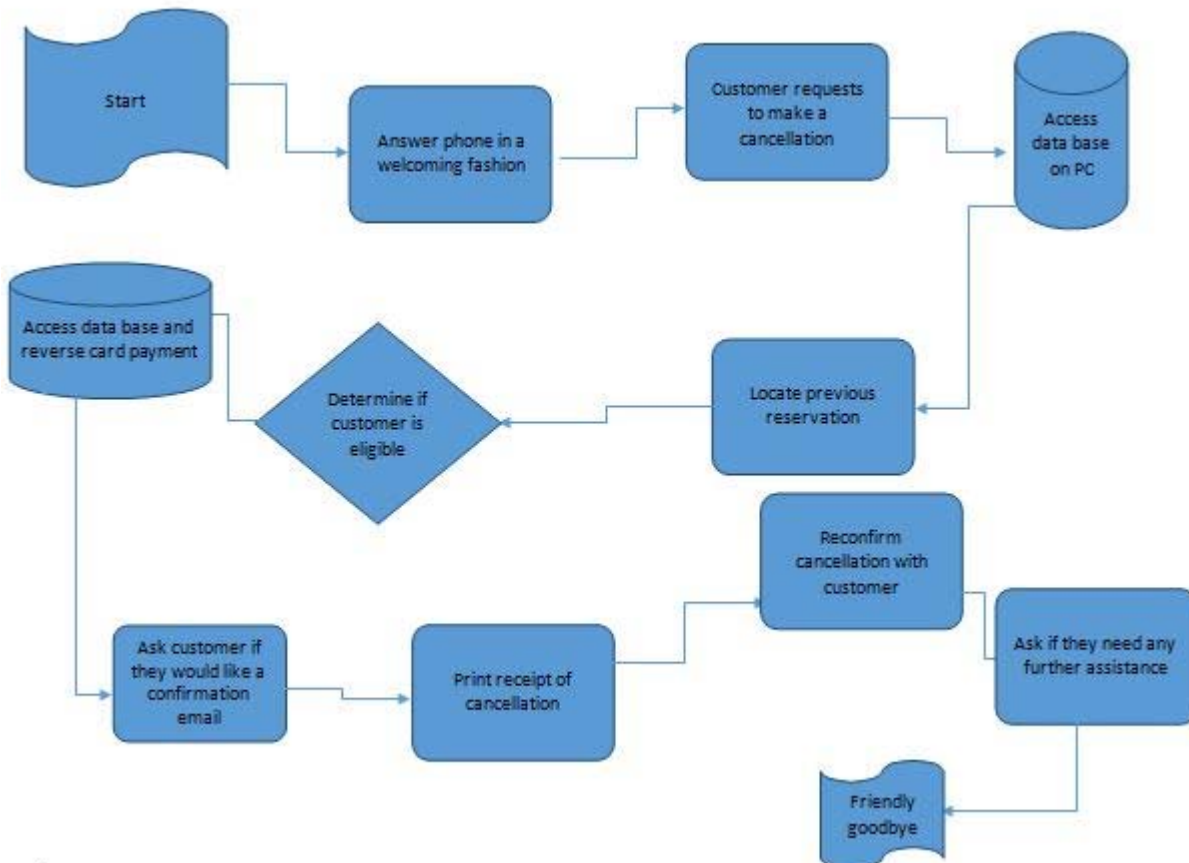 Start
Answer phone in a
welcoming fashion
Customer requests
to make a
cancellation
Access
data base
on PC
Locate previous
reservation
Determine if
customer is
eligible
Access data base and
reverse card payment
Ask customer if
they would like a
confirmation
email
Print receipt of
cancellation
Reconfirm
cancellation with
customer
Ask if they need any
further assistance
Friendly
goodbye